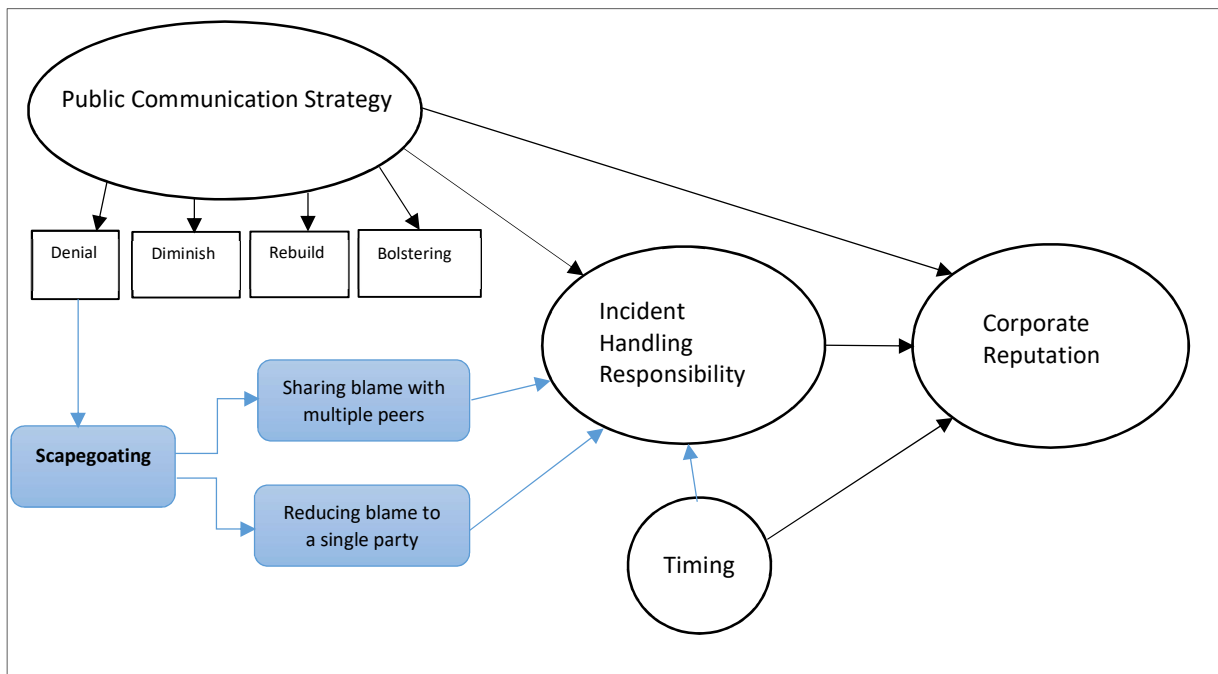 Public Communication Strategy
Denial
Diminish
Rebuild
Bolstering
Incident
Handling
Responsibility
Corporate
Reputation
Sharing blame with
multiple peers
Scapegoating
Reducing blame to
a single party
Timing